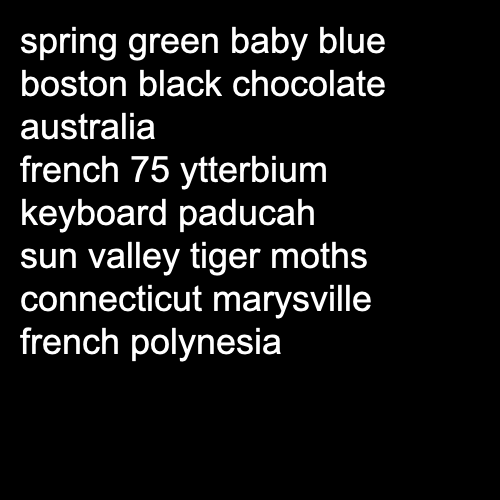 spring green baby blue
boston black chocolate
australia
french 75 ytterbium
keyboard paducah
sun valley tiger moths
connecticut marysville
french polynesia